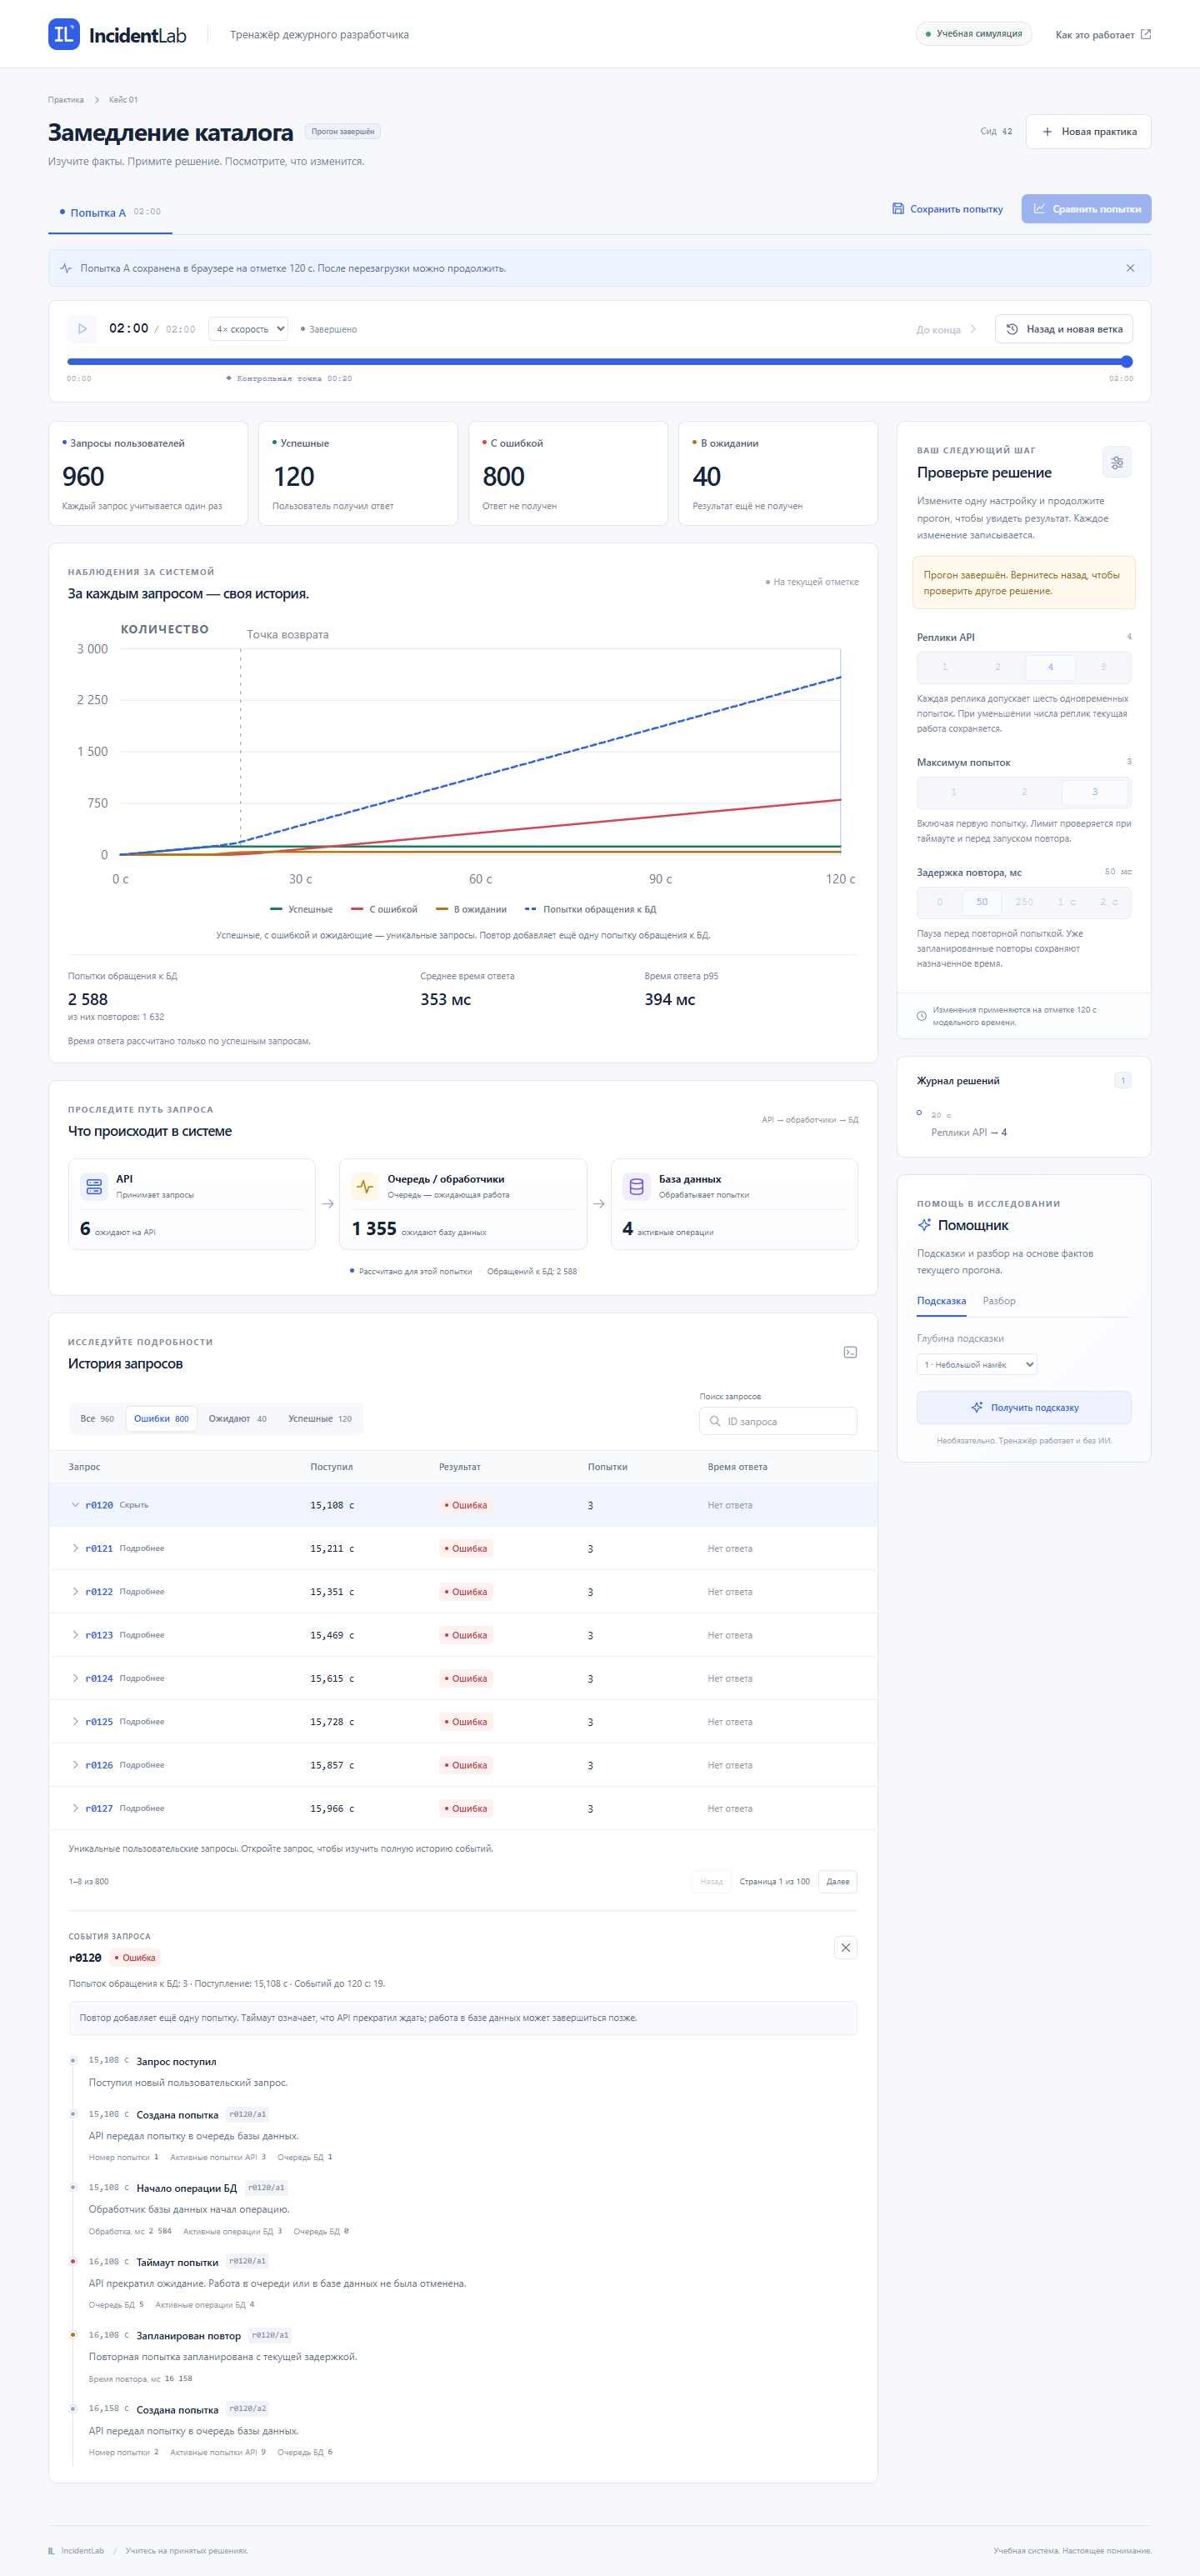 IL IncidentLab
Тренажёр дежурного разработчика
Учебная симуляция
Как это работает
Практика > Кейс 01
Замедление каталога
Прогон завершён
Сид 42
+ Новая практика
Изучите факты. Примите решение. Посмотрите, что изменится.
Попытка A 02:00
Сохранить попытку
Сравнить попытки
Попытка A сохранена в браузере на отметке 120 с. После перезагрузки можно продолжить.
02:00 / 02:00
4× скорость
Завершено
До конца
Назад и новая ветка
00:00
Контрольная точка 00:20
02:00
Запросы пользователей
960
Каждый запрос учитывается один раз
Успешные
120
Пользователь получил ответ
С ошибкой
800
Ответ не получен
В ожидании
40
Результат ещё не получен
НАБЛЮДЕНИЯ ЗА СИСТЕМОЙ
За каждым запросом — своя история.
На текущей отметке
КОЛИЧЕСТВО
Точка возврата
3 000
2 250
1 500
750
0
0 с 30 с 60 с 90 с 120 с
Успешные С ошибкой В ожидании Попытки обращения к БД
Успешные, с ошибкой и ожидающие — уникальные запросы. Повтор добавляет ещё одну попытку обращения к БД.
Попытки обращения к БД
2 588
из них повторов: 1 632
Среднее время ответа
353 мс
Время ответа p95
394 мс
Время ответа рассчитано только по успешным запросам.
ПРОСЛЕДИТЕ ПУТЬ ЗАПРОСА
Что происходит в системе
API → обработчики → БД
API
Принимает запросы
6 ожидают на API
Очередь / обработчики
Очередь — ожидающая работа
1 355 ожидают базу данных
База данных
Обрабатывает попытки
4 активные операции
Рассчитано для этой попытки · Обращений к БД: 2 588
ИССЛЕДУЙТЕ ПОДРОБНОСТИ
История запросов
Все 960 Ошибки 800 Ожидают 40 Успешные 120
Поиск запросов
ID запроса
Запрос Поступил Результат Попытки Время ответа
r0120 Скрыть 15,108 с Ошибка 3 Нет ответа
r0121 Подробнее 15,211 с Ошибка 3 Нет ответа
r0122 Подробнее 15,351 с Ошибка 3 Нет ответа
r0123 Подробнее 15,469 с Ошибка 3 Нет ответа
r0124 Подробнее 15,615 с Ошибка 3 Нет ответа
r0125 Подробнее 15,728 с Ошибка 3 Нет ответа
r0126 Подробнее 15,857 с Ошибка 3 Нет ответа
r0127 Подробнее 15,966 с Ошибка 3 Нет ответа
Уникальные пользовательские запросы. Откройте запрос, чтобы изучить полную историю событий.
1–8 из 800
Назад Страница 1 из 100 Далее
СОБЫТИЯ ЗАПРОСА
r0120 Ошибка
Попыток обращения к БД: 3 · Поступление: 15,108 с · Событий до 120 с: 19.
Повтор добавляет ещё одну попытку. Таймаут означает, что API прекратил ждать; работа в базе данных может завершиться позже.
15,108 с Запрос поступил
Поступил новый пользовательский запрос.
15,108 с Создана попытка r0120/a1
API передал попытку в очередь базы данных.
Номер попытки 1 Активные попытки API 3 Очередь БД 1
15,108 с Начало операции БД r0120/a1
Обработчик базы данных начал операцию.
Обработка, мс 2 584 Активные операции БД 3 Очередь БД 0
16,108 с Таймаут попытки r0120/a1
API прекратил ожидание. Работа в очереди или в базе данных не была отменена.
Очередь БД 5 Активные операции БД 4
16,108 с Запланирован повтор r0120/a1
Повторная попытка запланирована с текущей задержкой.
Время повтора, мс 16 158
16,158 с Создана попытка r0120/a2
API передал попытку в очередь базы данных.
Номер попытки 2 Активные попытки API 9 Очередь БД 6
ВАШ СЛЕДУЮЩИЙ ШАГ
Проверьте решение
Измените одну настройку и продолжите
прогон, чтобы увидеть результат. Каждое
изменение записывается.
Прогон завершён. Вернитесь назад, чтобы
проверить другое решение.
Реплики API 4
1 2 4 8
Каждая реплика допускает шесть одновременных
попыток. При уменьшении числа реплик текущая
работа сохраняется.
Максимум попыток 3
1 2 3
Включая первую попытку. Лимит проверяется при
таймауте и перед запуском повтора.
Задержка повтора, мс 50 мс
0 50 250 1 с 2 с
Пауза перед повторной попыткой. Уже
запланированные повторы сохраняют
назначенное время.
Изменения применяются на отметке 120 с
модельного времени.
Журнал решений 1
20 с
Реплики API → 4
ПОМОЩЬ В ИССЛЕДОВАНИИ
Помощник
Подсказки и разбор на основе фактов
текущего прогона.
Подсказка Разбор
Глубина подсказки
1 · Небольшой намёк
Получить подсказку
Необязательно. Тренажёр работает и без ИИ.
IL IncidentLab / Учитесь на принятых решениях.
Учебная система. Настоящее понимание.